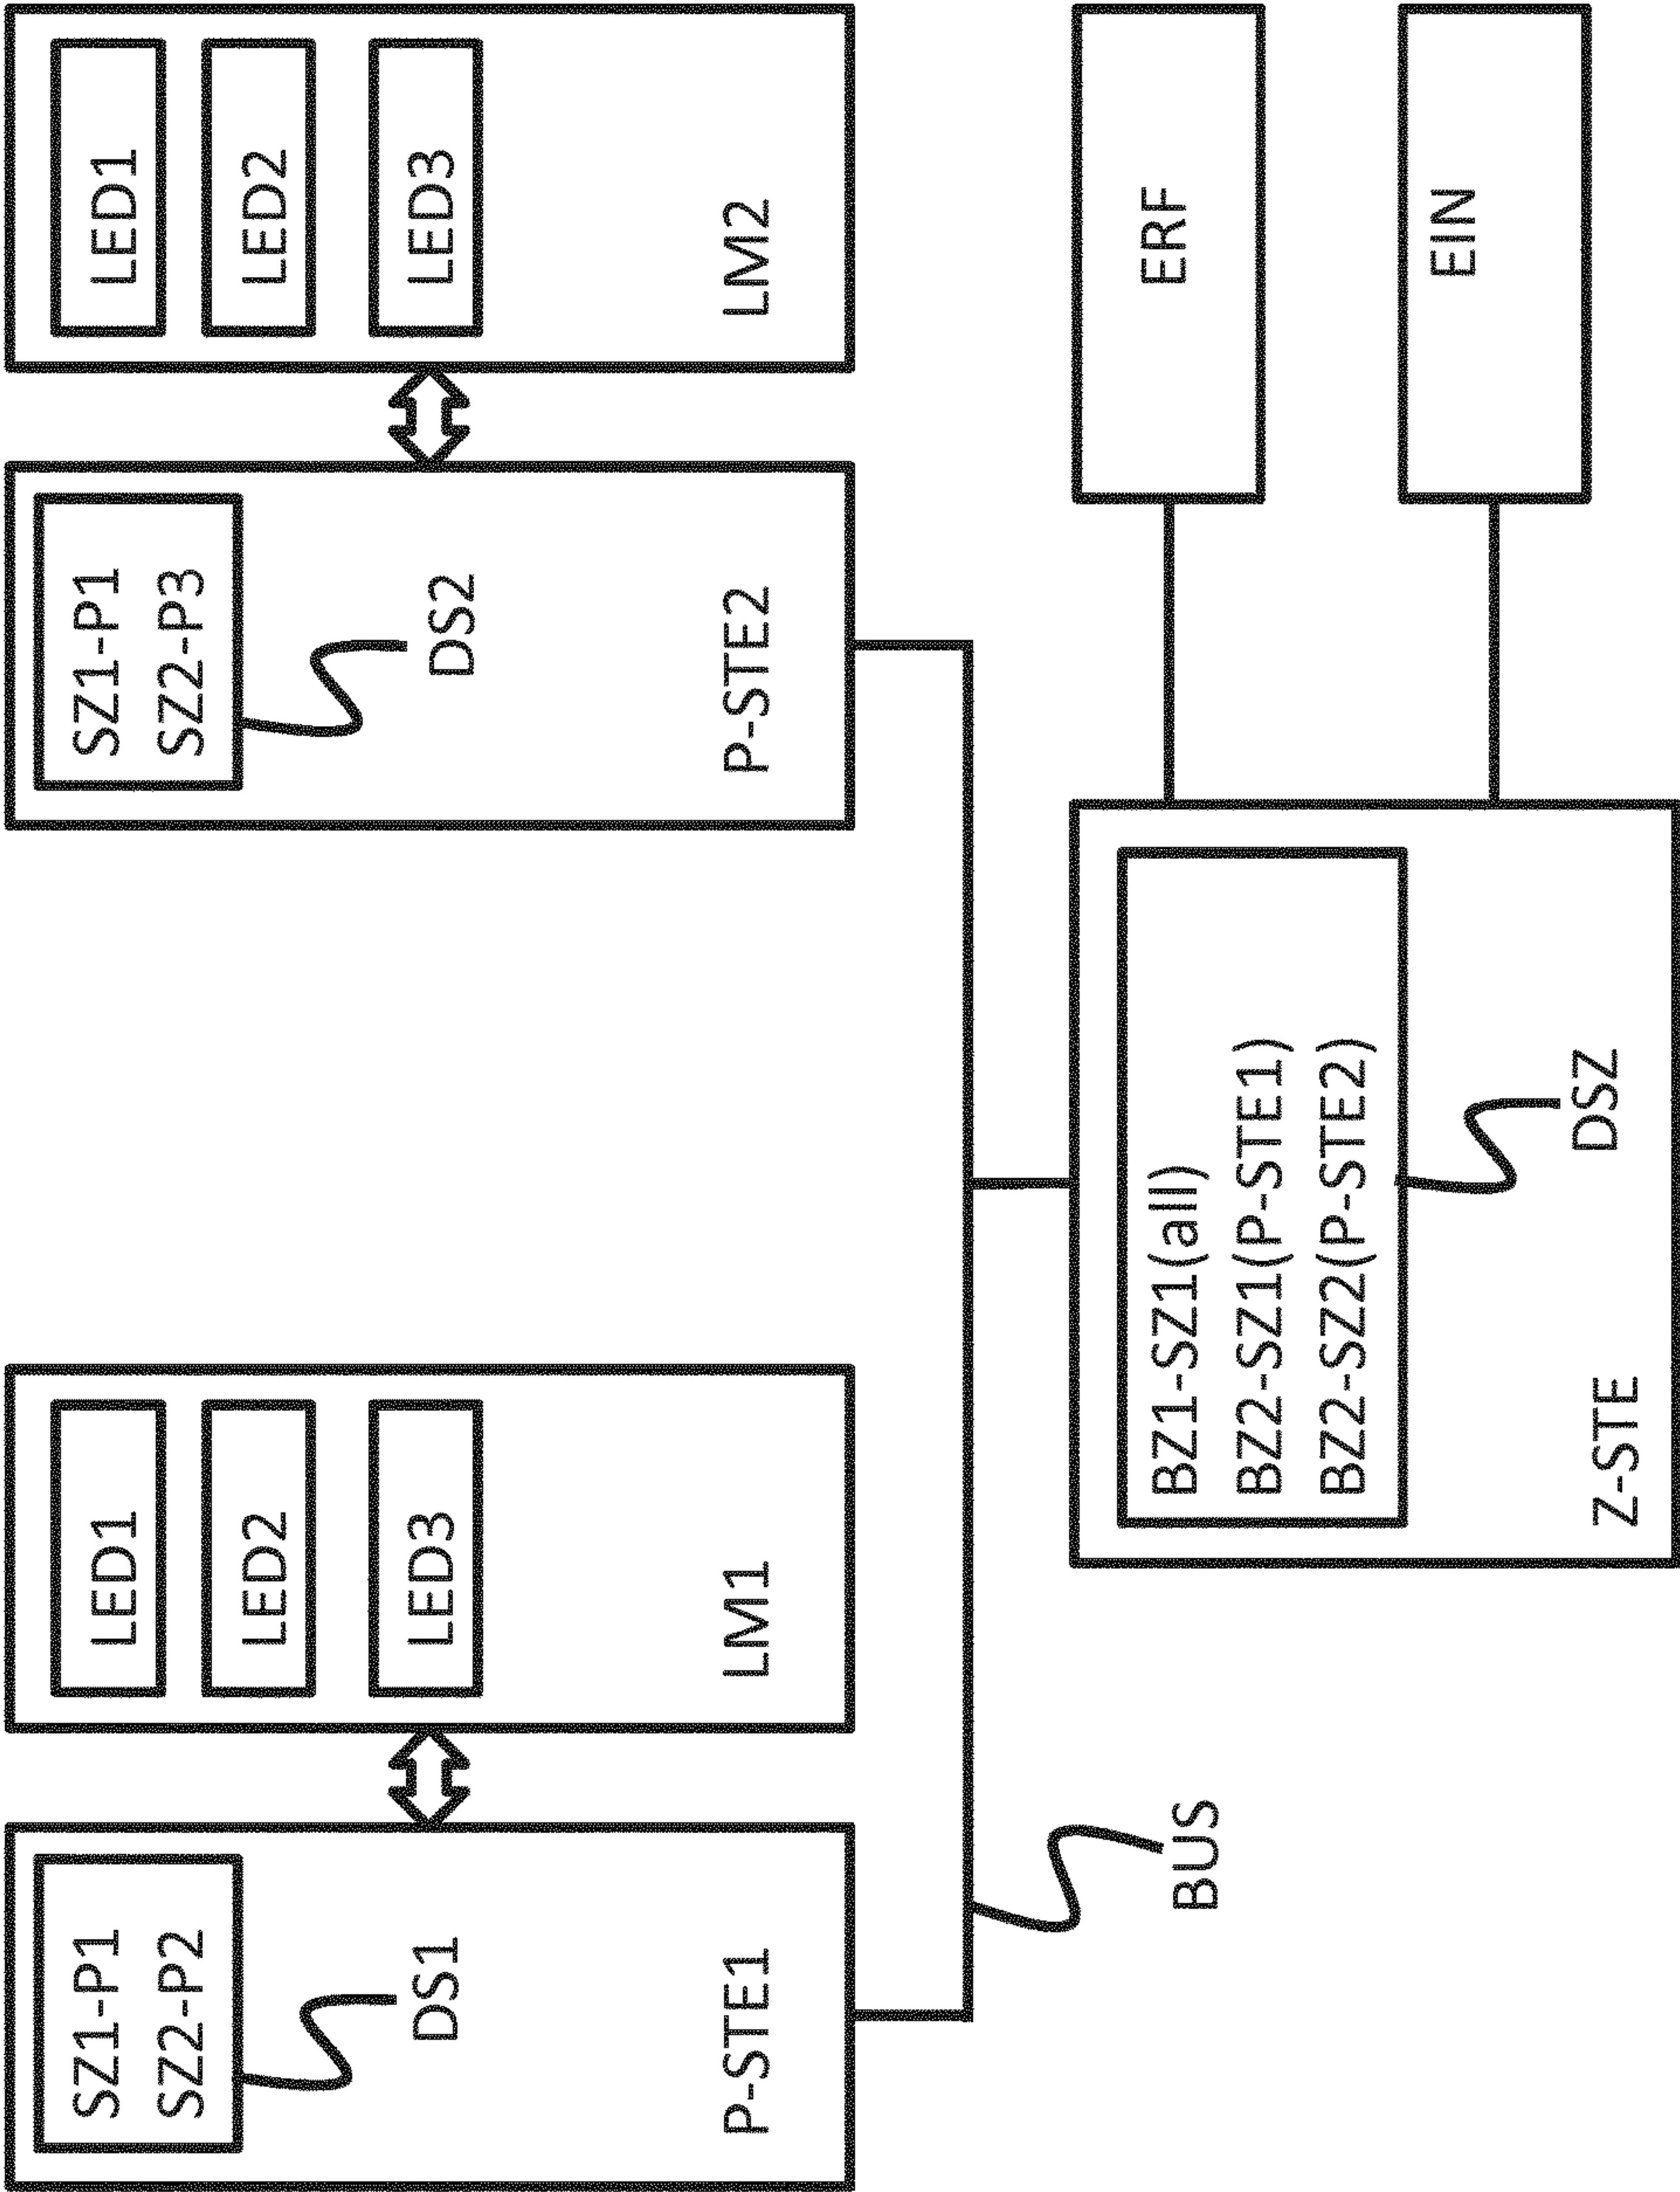 SZ1-P1
SZ2-P2
DS1
P-STE1
LED1
LED2
LED3
LM1
SZ1-P1
SZ2-P3
DS2
P-STE2
LED1
LED2
LED3
LM2
BUS
BZ1-SZ1(all)
BZ2-SZ1(P-STE1)
BZ2-SZ2(P-STE2)
DSZ
Z-STE
ERF
EIN